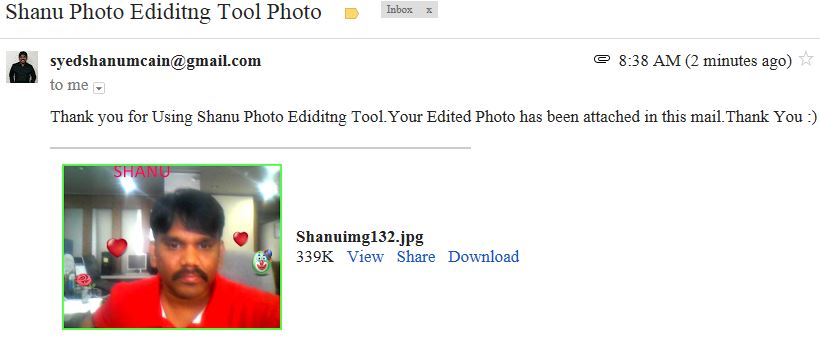 Shanu Photo Ediditng Tool Photo Inbox x
syedshanumcain@gmail.com 8:38 AM (2 minutes ago)
to me
Thank you for Using Shanu Photo Ediditng Tool.Your Edited Photo has been attached in this mail.Thank You :)
SHANU
Shanuimg132.jpg
339K View Share Download